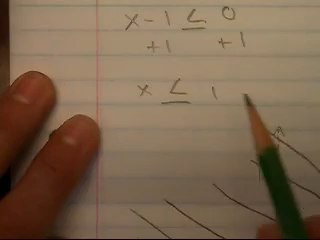 x - 1 ≤ 0
+1 +1
x ≤ 1